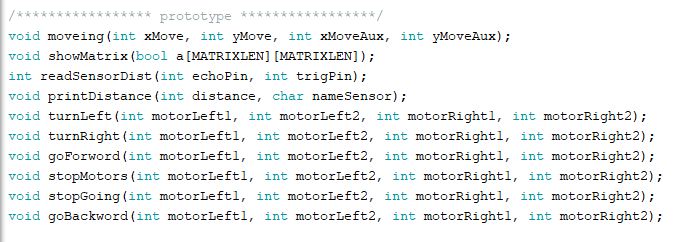 /***************** prototype *****************/
void moveing(int xMove, int yMove, int xMoveAux, int yMoveAux);
void showMatrix(bool a[MATRIXLEN][MATRIXLEN]);
int readSensorDist(int echoPin, int trigPin);
void printDistance(int distance, char nameSensor);
void turnLeft(int motorLeft1, int motorLeft2, int motorRight1, int motorRight2);
void turnRight(int motorLeft1, int motorLeft2, int motorRight1, int motorRight2);
void goForword(int motorLeft1, int motorLeft2, int motorRight1, int motorRight2);
void stopMotors(int motorLeft1, int motorLeft2, int motorRight1, int motorRight2);
void stopGoing(int motorLeft1, int motorLeft2, int motorRight1, int motorRight2);
void goBackword(int motorLeft1, int motorLeft2, int motorRight1, int motorRight2);